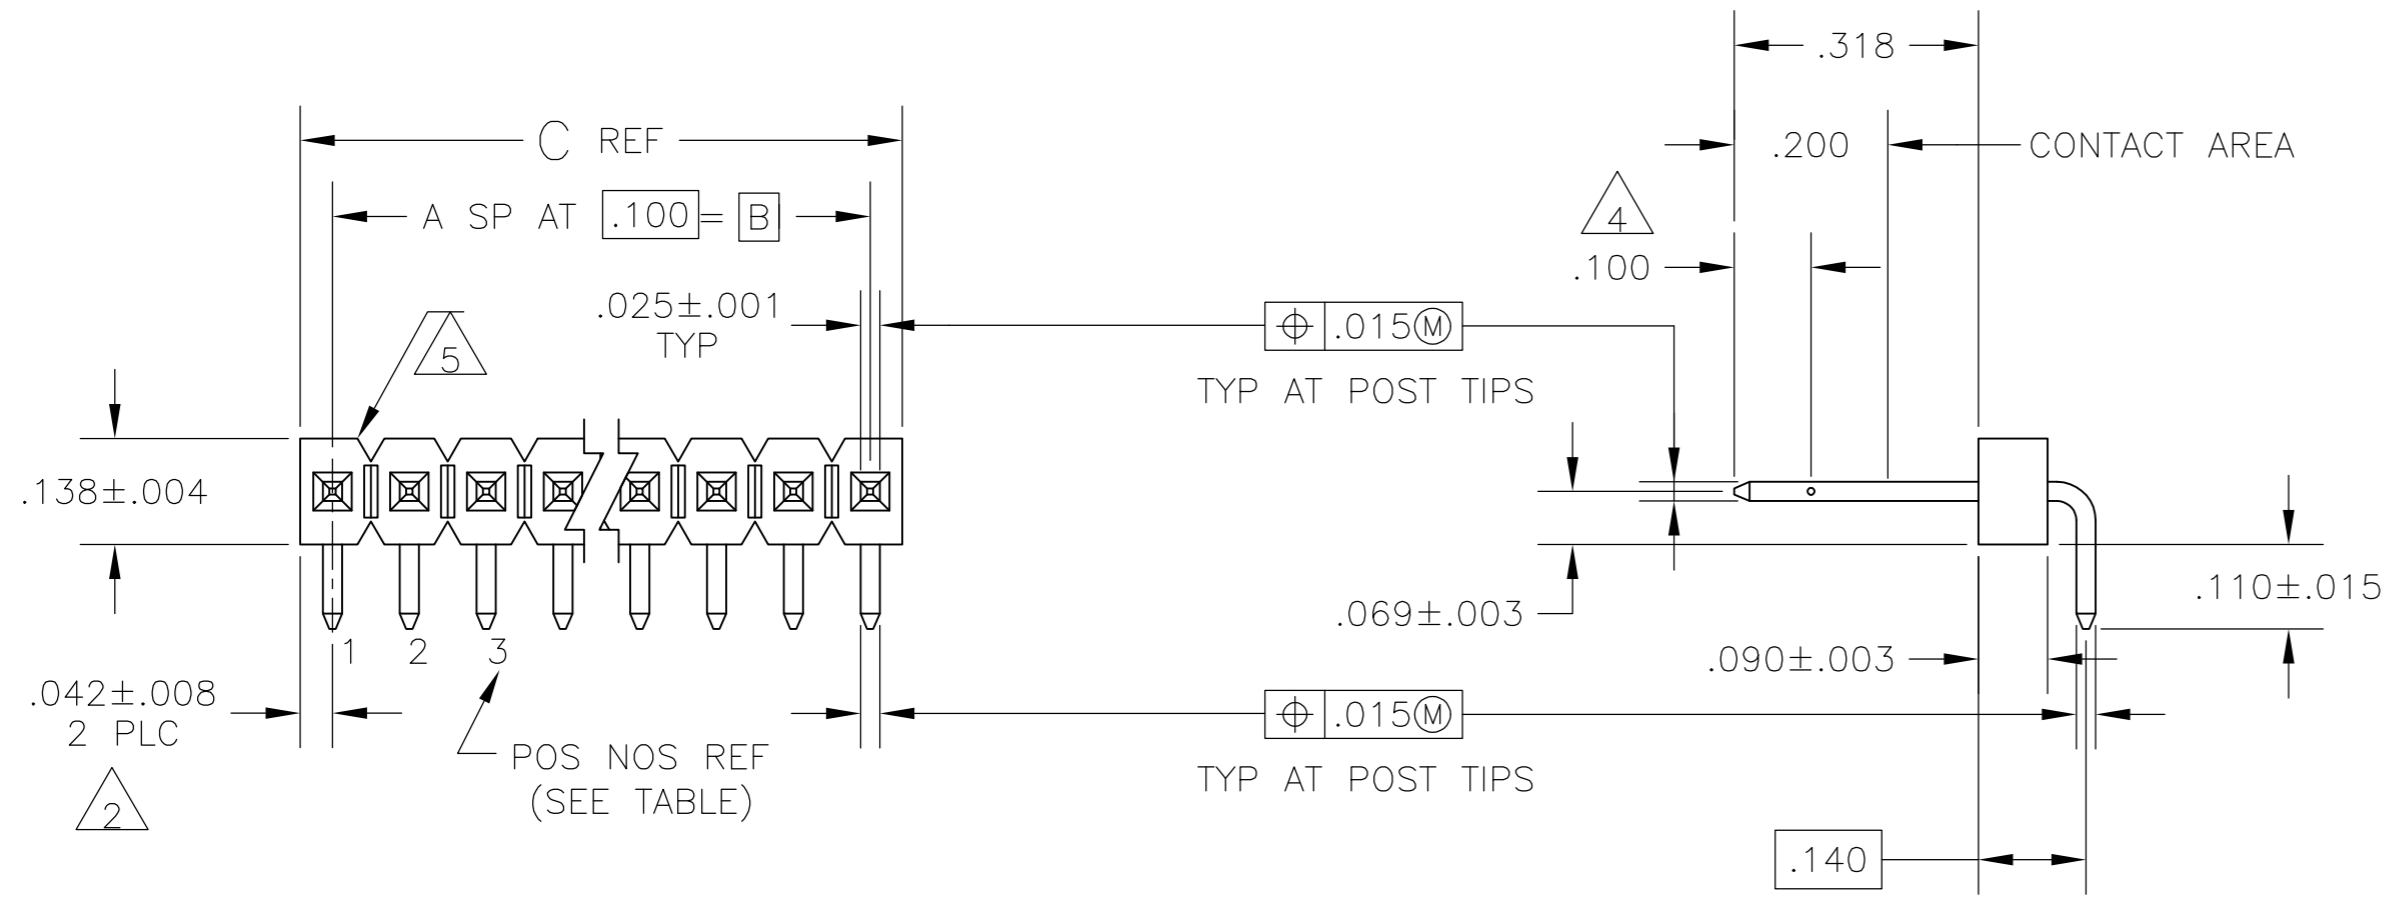 C REF
A SP AT .100 = B
.025±.001
TYP
5
.138±.004
1 2 3
.042±.008
2 PLC
2
POS NOS REF
(SEE TABLE)
⌖ .015Ⓜ
TYP AT POST TIPS
⌖ .015Ⓜ
TYP AT POST TIPS
.318
.200 CONTACT AREA
4
.100
.069±.003
.110±.015
.090±.003
.140